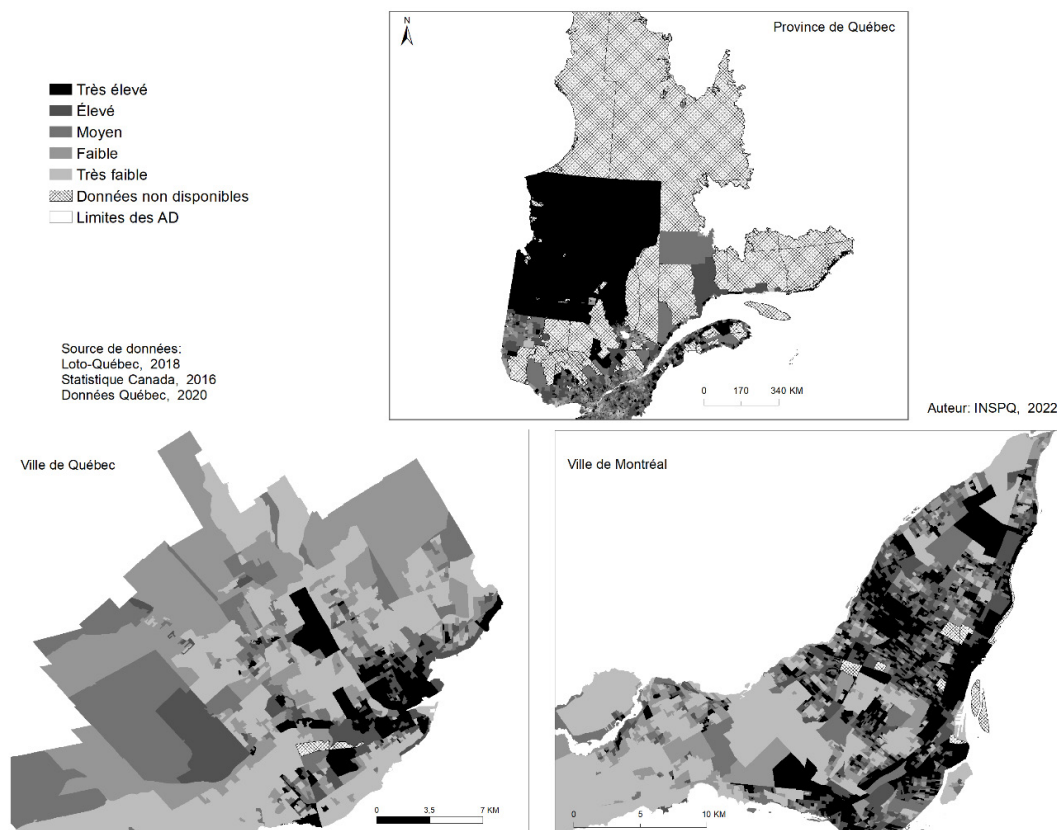 N
Province de Québec
Très élevé
Élevé
Moyen
Faible
Très faible
Données non disponibles
Limites des AD
Source de données:
Loto-Québec, 2018
Statistique Canada, 2016
Données Québec, 2020
0 170 340 KM
Auteur: INSPQ, 2022
Ville de Québec
0 3.5 7 KM
Ville de Montréal
0 5 10 KM